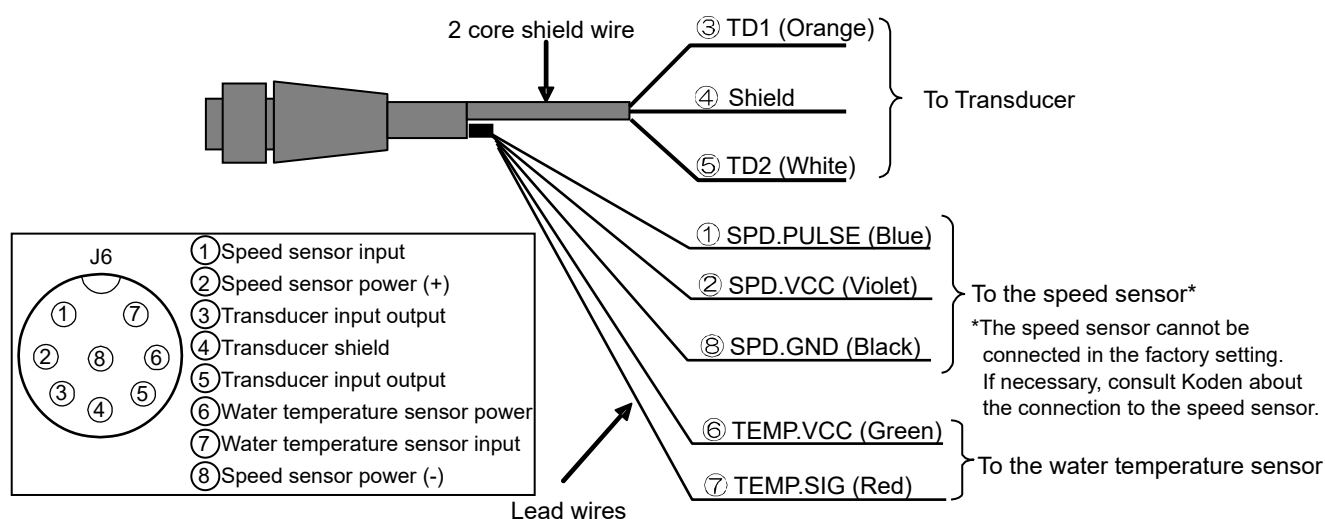 2 core shield wire
③ TD1 (Orange)
④ Shield
⑤ TD2 (White)
To Transducer
① SPD.PULSE (Blue)
② SPD.VCC (Violet)
⑧ SPD.GND (Black)
To the speed sensor*
*The speed sensor cannot be
connected in the factory setting.
If necessary, consult Koden about
the connection to the speed sensor.
⑥ TEMP.VCC (Green)
⑦ TEMP.SIG (Red)
To the water temperature sensor
Lead wires
J6
①
⑦
②
⑧
⑥
③
④
⑤
①Speed sensor input
②Speed sensor power (+)
③Transducer input output
④Transducer shield
⑤Transducer input output
⑥Water temperature sensor power
⑦Water temperature sensor input
⑧Speed sensor power (-)